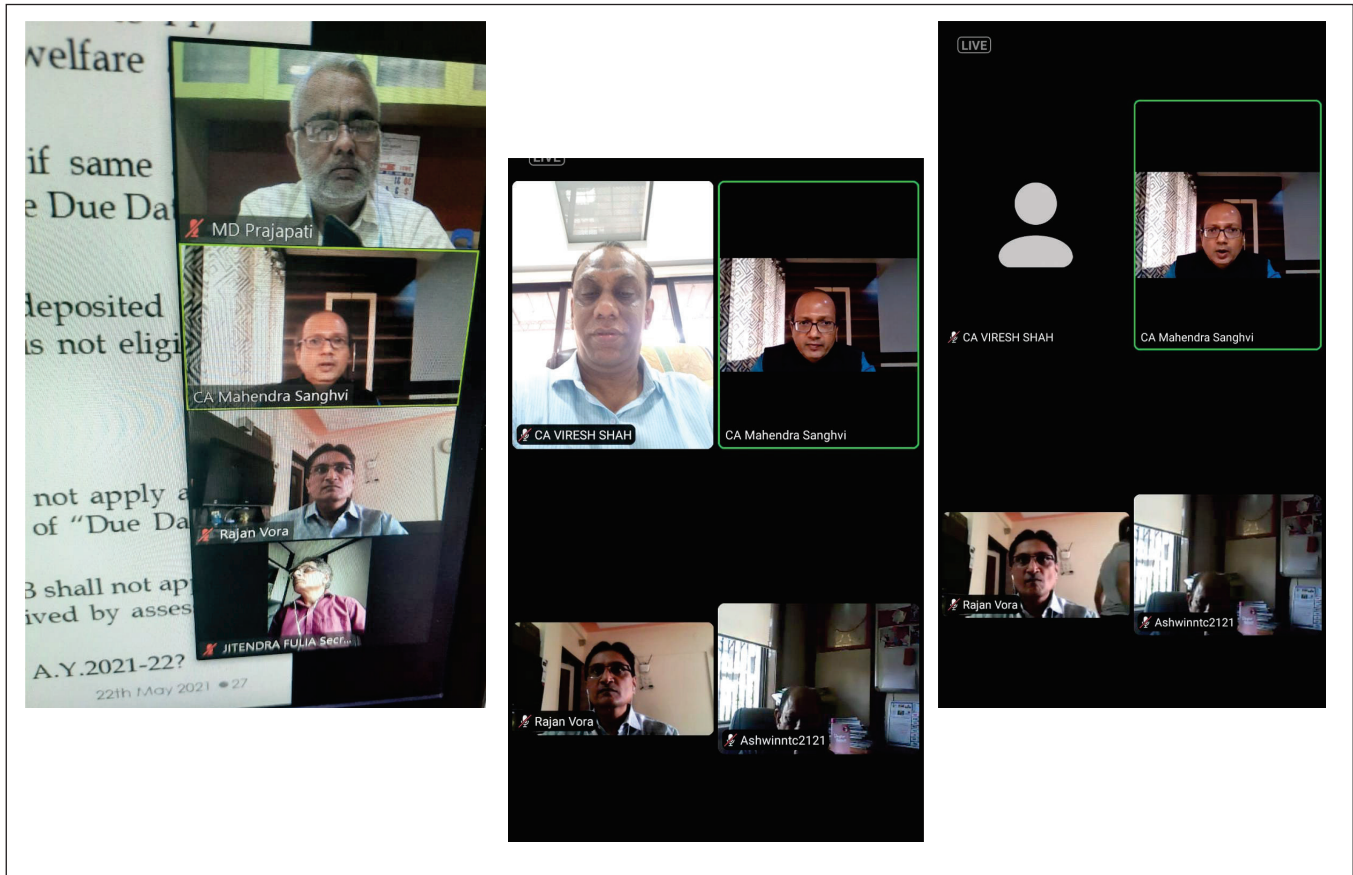 welfare
if same
e Due Dat
deposited
is not eligi
not apply a
of “Due Da
B shall not ap
ived by asses
A.Y.2021-22?
22th May 2021 27
MD Prajapati
CA Mahendra Sanghvi
Rajan Vora
JITENDRA FULIA Secr...
LIVE
CA VIRESH SHAH
CA Mahendra Sanghvi
Rajan Vora
Ashwinntc2121
LIVE
CA VIRESH SHAH
CA Mahendra Sanghvi
Rajan Vora
Ashwinntc2121